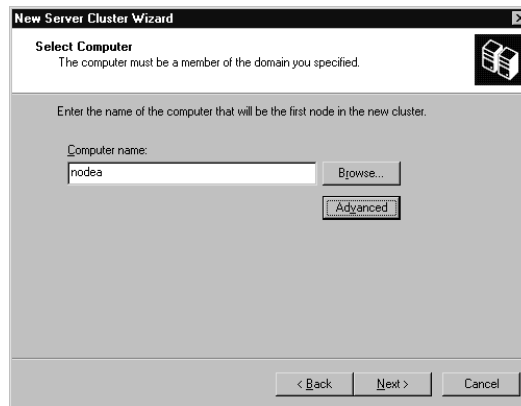 New Server Cluster Wizard
Select Computer
The computer must be a member of the domain you specified.
Enter the name of the computer that will be the first node in the new cluster.
Computer name:
nodea
Browse...
Advanced
< Back
Next >
Cancel